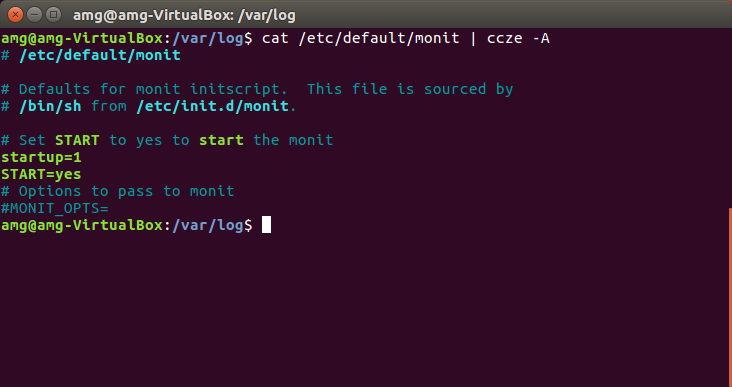 amg@amg-VirtualBox: /var/log
amg@amg-VirtualBox:/var/log$ cat /etc/default/monit | ccze -A
# /etc/default/monit
# Defaults for monit initscript.  This file is sourced by
# /bin/sh from /etc/init.d/monit.
# Set START to yes to start the monit
startup=1
START=yes
# Options to pass to monit
#MONIT_OPTS=
amg@amg-VirtualBox:/var/log$